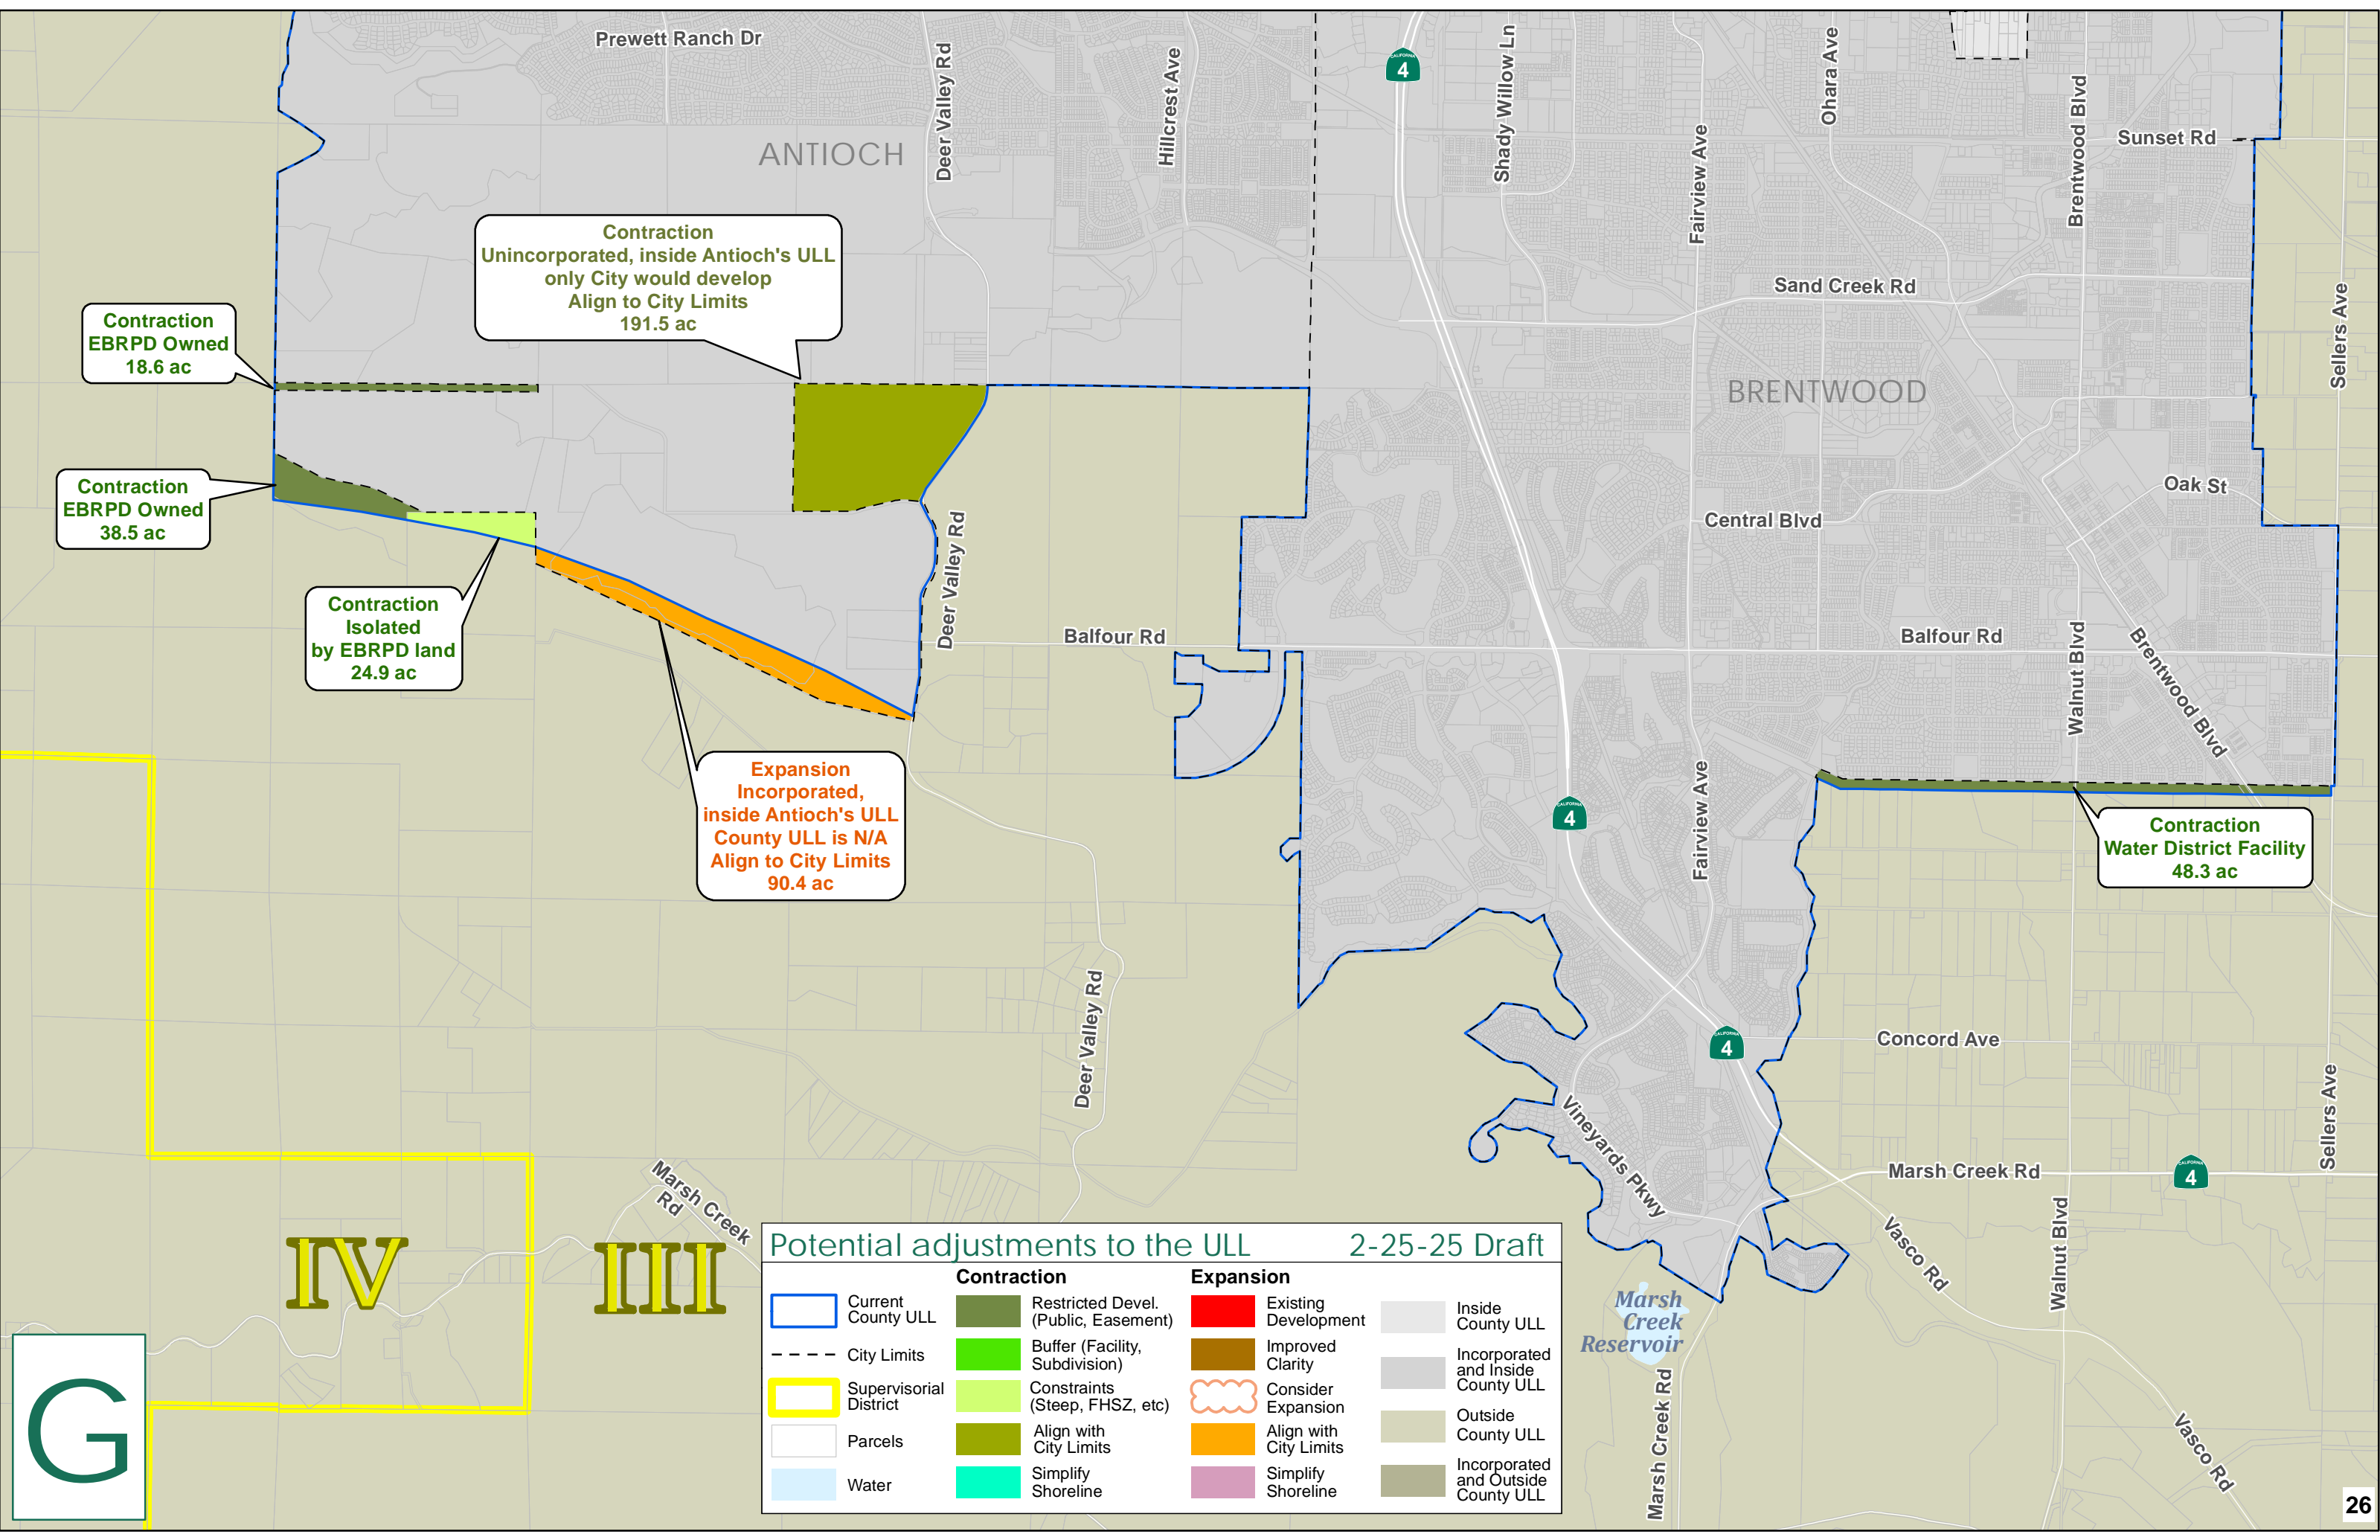 Prewett Ranch Dr
Deer Valley Rd
Hillcrest Ave
CALIFORNIA
4
Shady Willow Ln
Fairview Ave
Ohara Ave
Brentwood Blvd
Sunset Rd
ANTIOCH
Contraction
Unincorporated, inside Antioch's ULL
only City would develop
Align to City Limits
191.5 ac
Sand Creek Rd
Sellers Ave
Contraction
EBRPD Owned
18.6 ac
BRENTWOOD
Contraction
EBRPD Owned
38.5 ac
Oak St
Central Blvd
Deer Valley Rd
Contraction
Isolated
by EBRPD land
24.9 ac
Balfour Rd
Balfour Rd
Walnut Blvd
Brentwood Blvd
Expansion
Incorporated,
inside Antioch's ULL
County ULL is N/A
Align to City Limits
90.4 ac
CALIFORNIA
4
Fairview Ave
Contraction
Water District Facility
48.3 ac
Deer Valley Rd
CALIFORNIA
4
Concord Ave
Sellers Ave
Vineyards Pkwy
Marsh Creek Rd
CALIFORNIA
4
Marsh Creek
Rd
Vasco Rd
Walnut Blvd
IV
III
Marsh
Creek
Reservoir
Marsh Creek Rd
Vasco Rd
G
Potential adjustments to the ULL 2-25-25 Draft
Current
County ULL
City Limits
Supervisorial
District
Parcels
Water
Contraction
Restricted Devel.
(Public, Easement)
Buffer (Facility,
Subdivision)
Constraints
(Steep, FHSZ, etc)
Align with
City Limits
Simplify
Shoreline
Expansion
Existing
Development
Improved
Clarity
Consider
Expansion
Align with
City Limits
Simplify
Shoreline
Inside
County ULL
Incorporated
and Inside
County ULL
Outside
County ULL
Incorporated
and Outside
County ULL
26